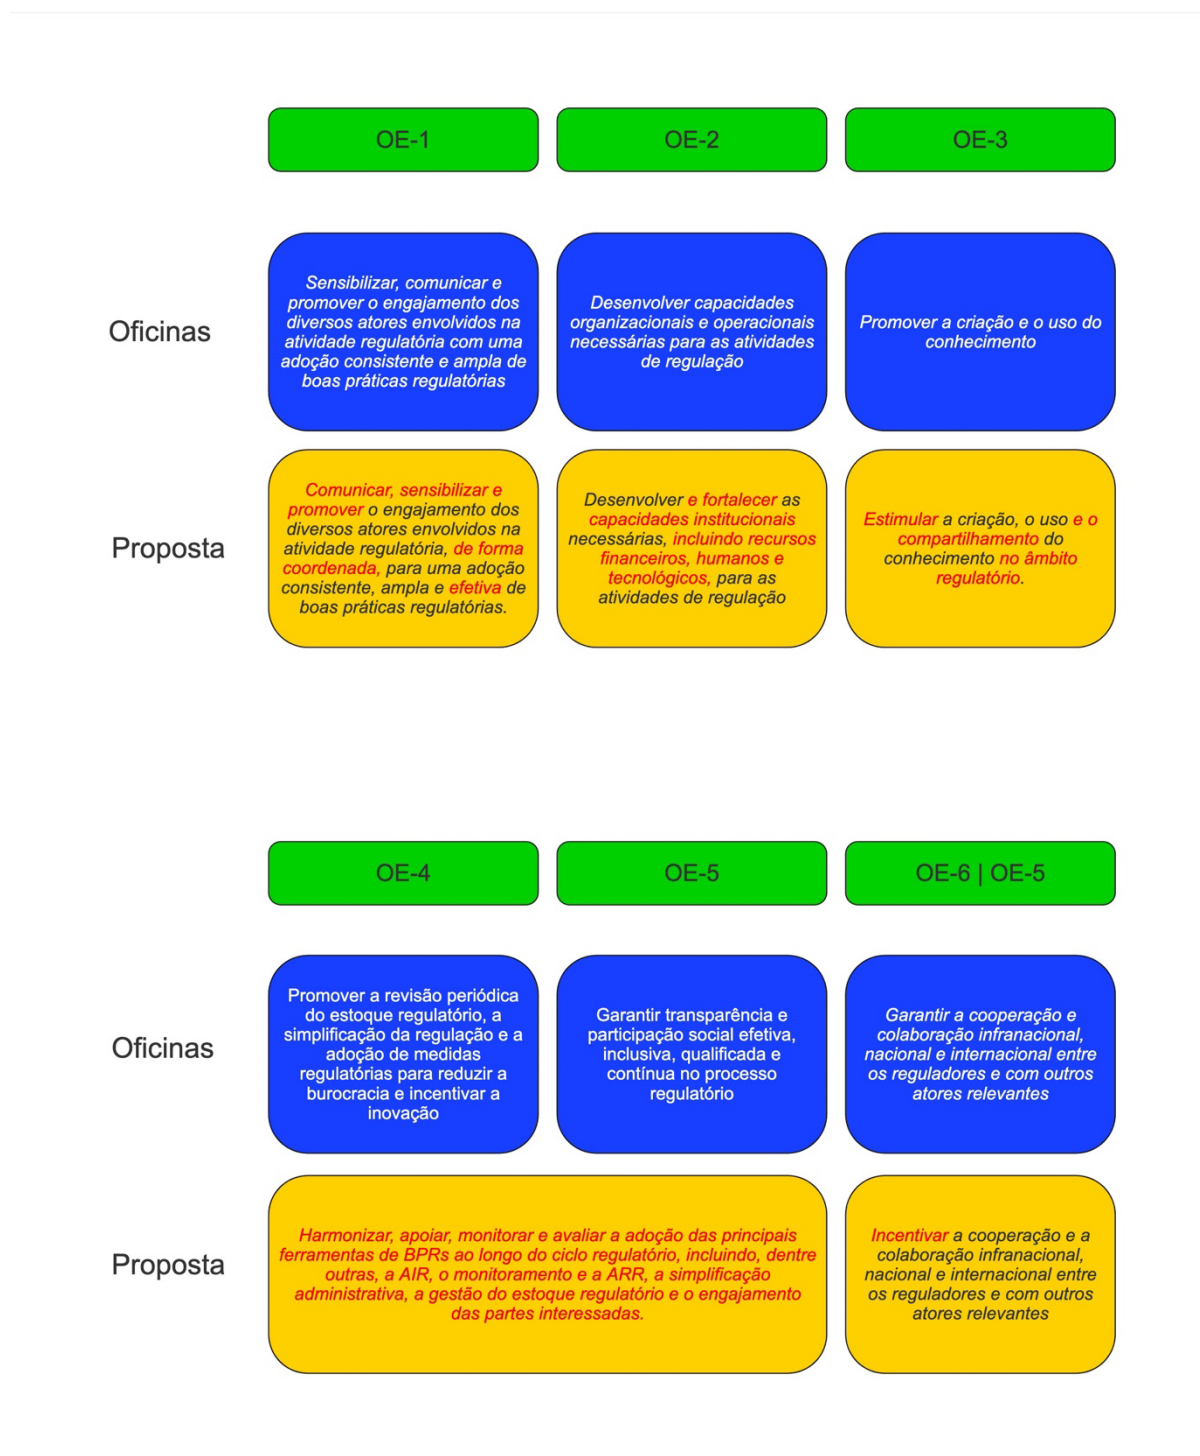 OE-1
OE-2
OE-3
Oficinas
Sensibilizar, comunicar e
promover o engajamento dos
diversos atores envolvidos na
atividade regulatória com uma
adoção consistente e ampla de
boas práticas regulatórias
Desenvolver capacidades
organizacionais e operacionais
necessárias para as atividades
de regulação
Promover a criação e o uso do
conhecimento
Proposta
Comunicar, sensibilizar e
promover o engajamento dos
diversos atores envolvidos na
atividade regulatória, de forma
coordenada, para uma adoção
consistente, ampla e efetiva de
boas práticas regulatórias.
Desenvolver e fortalecer as
capacidades institucionais
necessárias, incluindo recursos
financeiros, humanos e
tecnológicos, para as
atividades de regulação
Estimular a criação, o uso e o
compartilhamento do
conhecimento no âmbito
regulatório.
OE-4
OE-5
OE-6 | OE-5
Oficinas
Promover a revisão periódica
do estoque regulatório, a
simplificação da regulação e a
adoção de medidas
regulatórias para reduzir a
burocracia e incentivar a
inovação
Garantir transparência e
participação social efetiva,
inclusiva, qualificada e
contínua no processo
regulatório
Garantir a cooperação e
colaboração infranacional,
nacional e internacional entre
os reguladores e com outros
atores relevantes
Proposta
Harmonizar, apoiar, monitorar e avaliar a adoção das principais
ferramentas de BPRs ao longo do ciclo regulatório, incluindo, dentre
outras, a AIR, o monitoramento e a ARR, a simplificação
administrativa, a gestão do estoque regulatório e o engajamento
das partes interessadas.
Incentivar a cooperação e a
colaboração infranacional,
nacional e internacional entre
os reguladores e com outros
atores relevantes